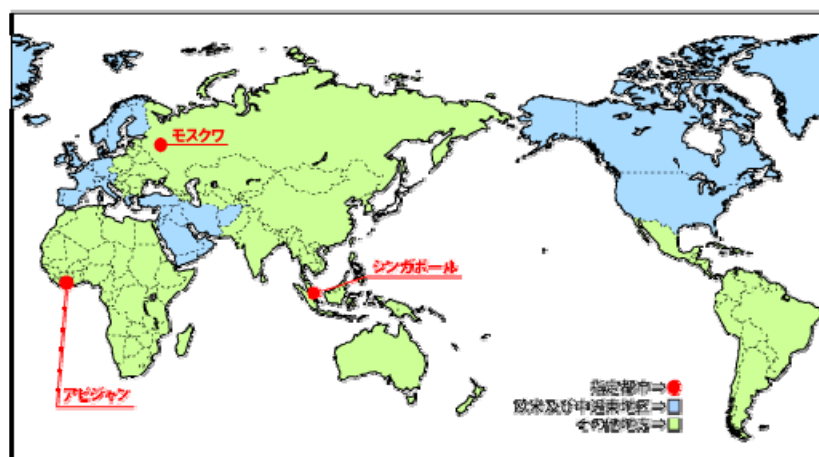 モスクワ
シンガポール
アビジャン
指定都市⇒
欧米及び中近東地区⇒
その他地域⇒